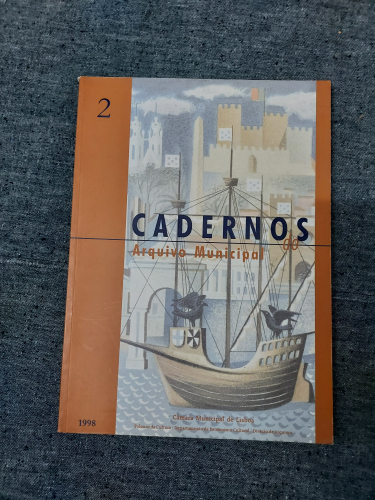 2
CADERNOS
do
Arquivo Municipal
Câmara Municipal de Lisboa
1998